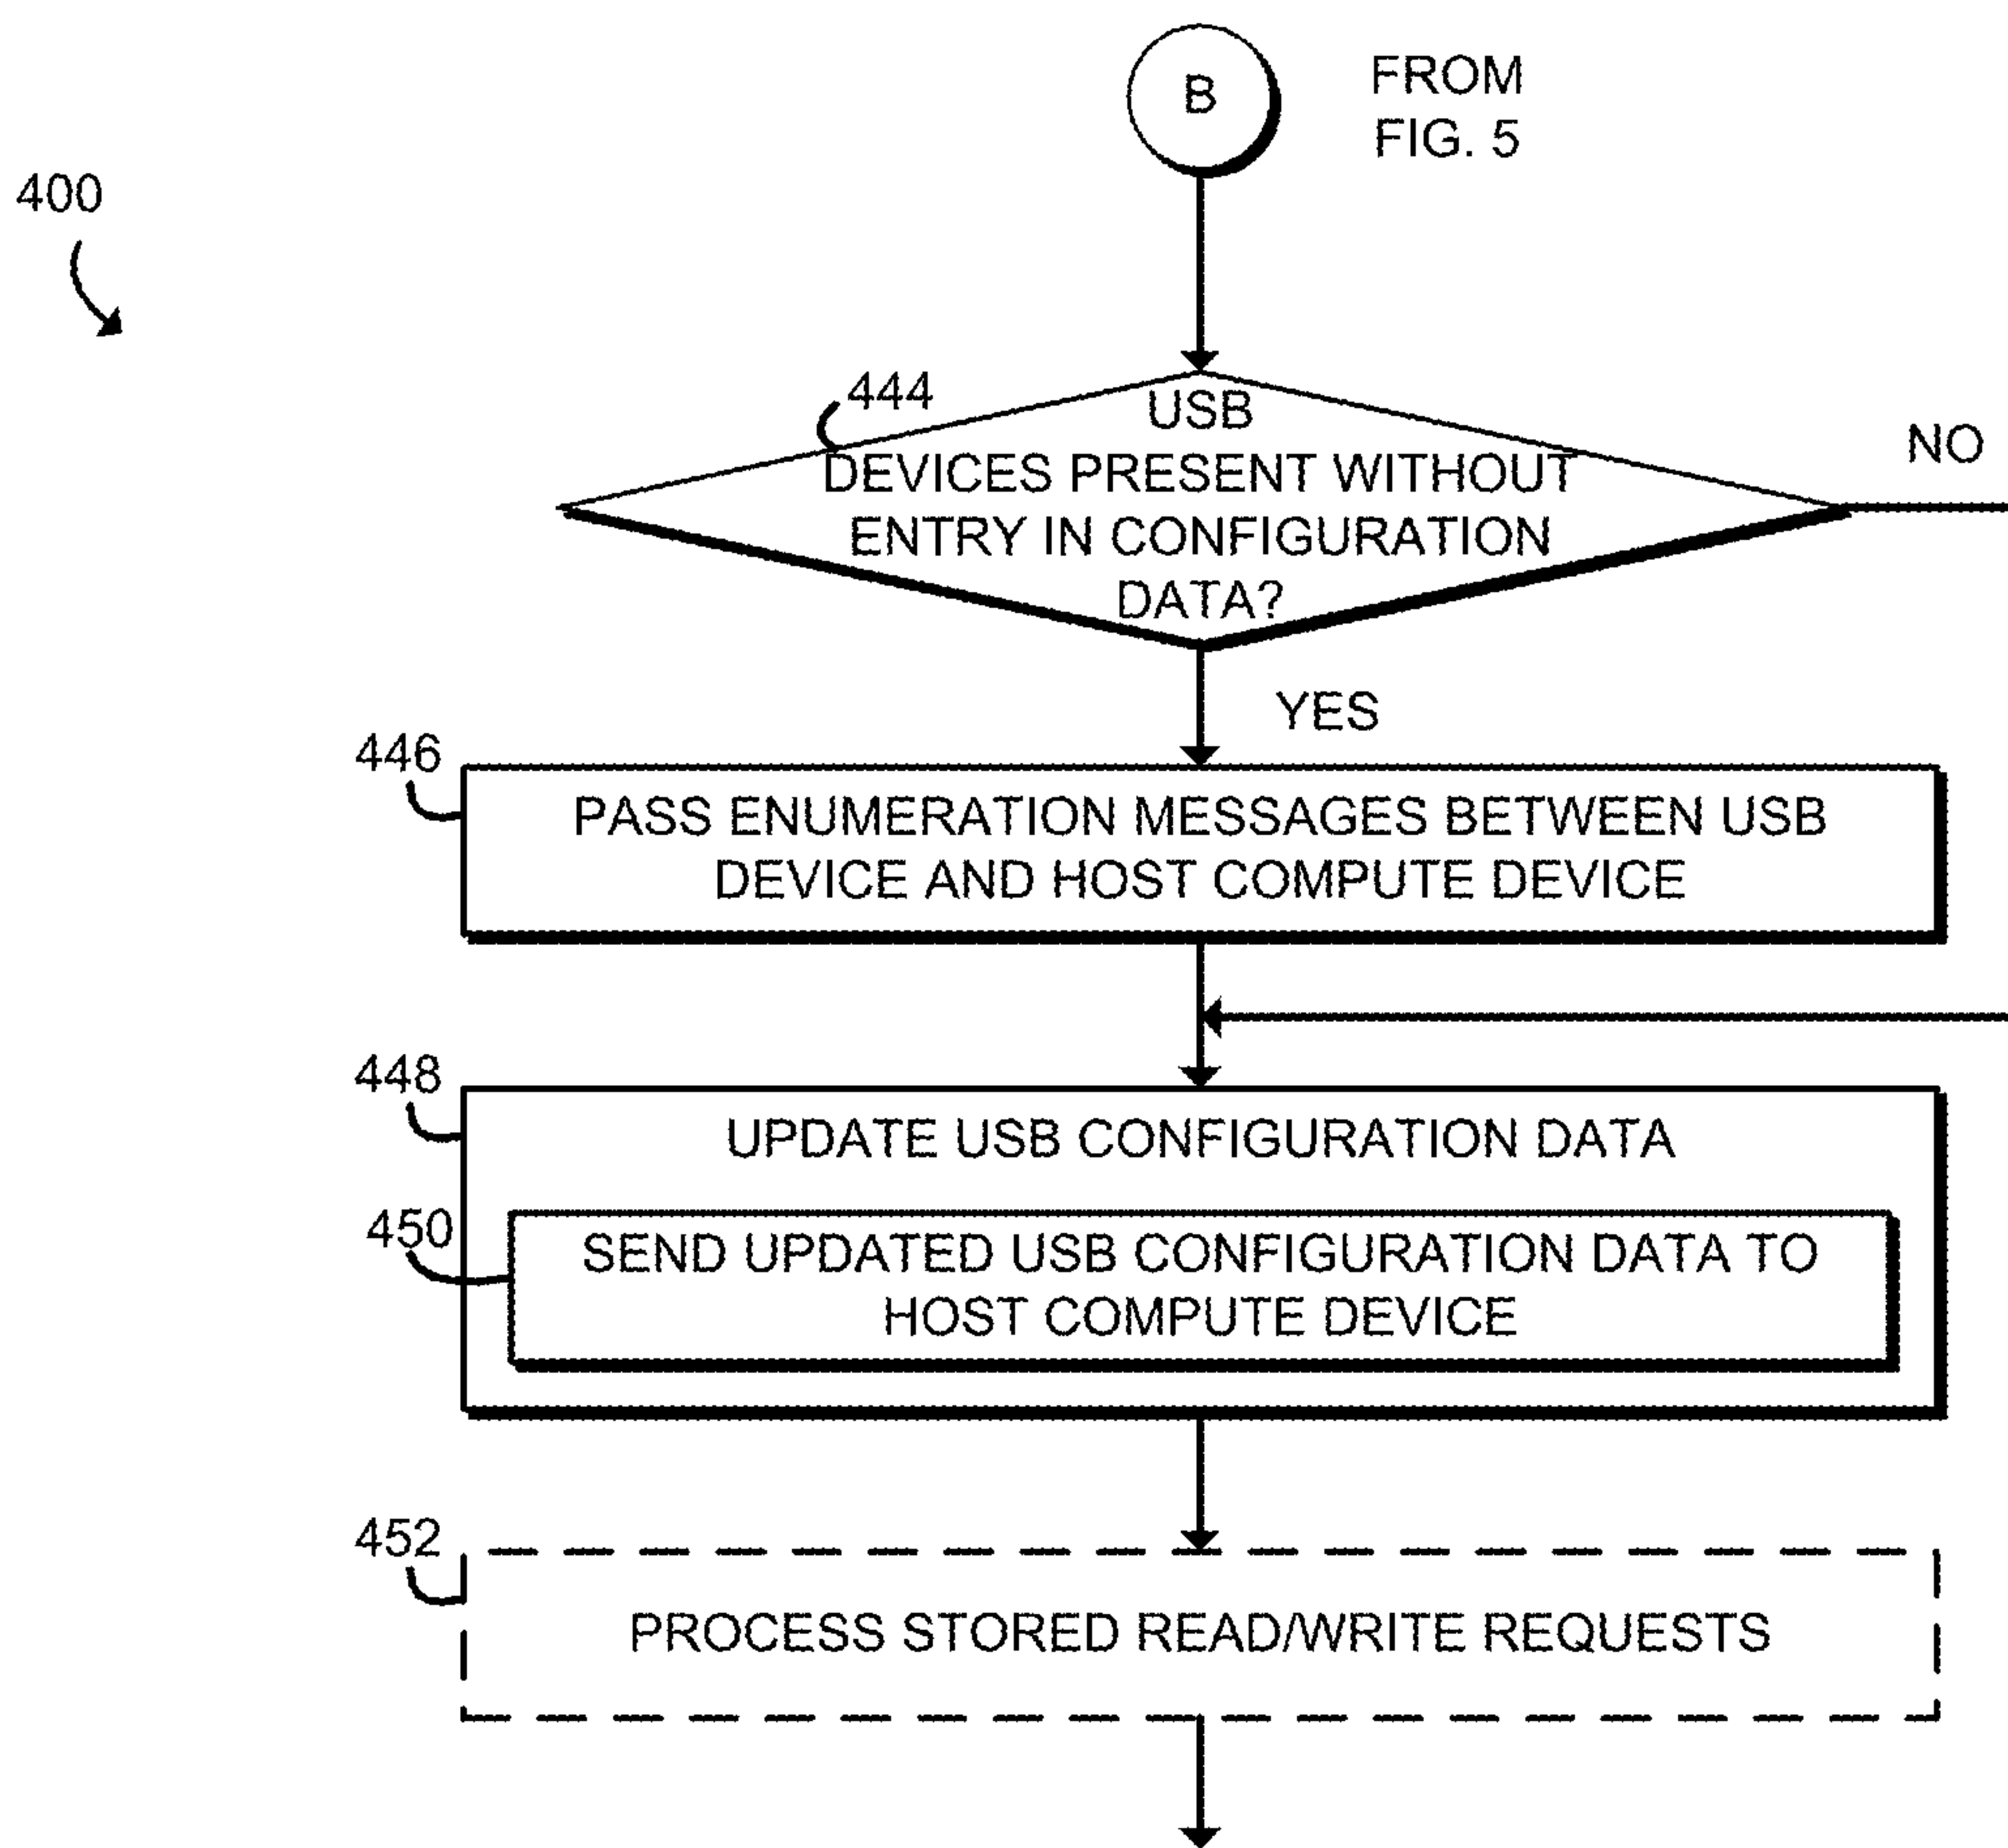 B
FROM
FIG. 5
400
444
USB
DEVICES PRESENT WITHOUT
ENTRY IN CONFIGURATION
DATA?
NO
YES
446
PASS ENUMERATION MESSAGES BETWEEN USB
DEVICE AND HOST COMPUTE DEVICE
448
UPDATE USB CONFIGURATION DATA
450
SEND UPDATED USB CONFIGURATION DATA TO
HOST COMPUTE DEVICE
452
PROCESS STORED READ/WRITE REQUESTS